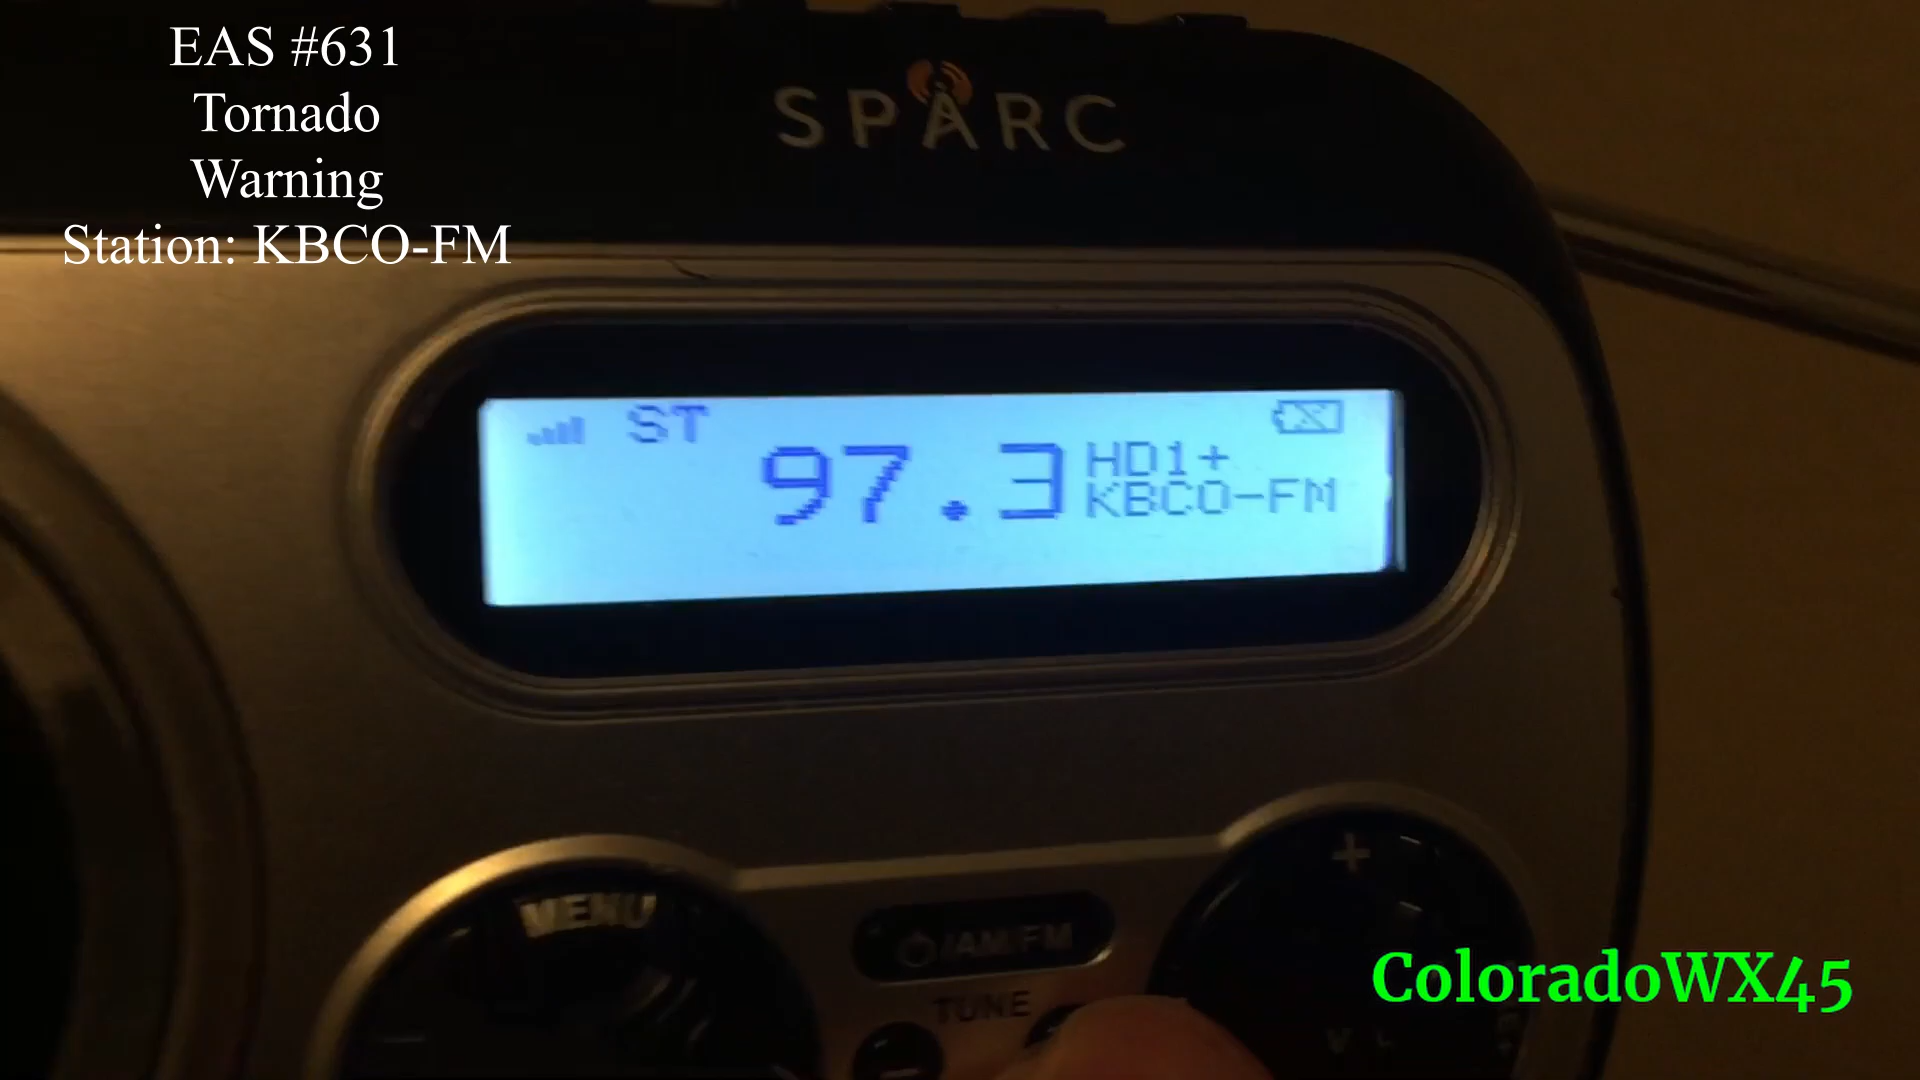 EAS #631
Tornado
Warning
Station: KBCO-FM
SPARC
ST
97.3
HD1+
KBCO-FM
MENU
/AM/FM
TUNE
+
-
ColoradoWX45